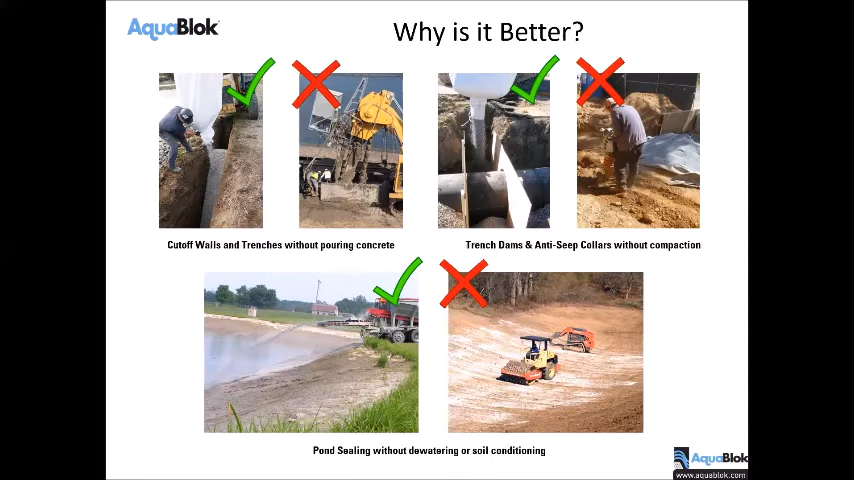 AquaBlok
Why is it Better?
Cutoff Walls and Trenches without pouring concrete
Trench Dams & Anti-Seep Collars without compaction
Pond Sealing without dewatering or soil conditioning
AquaBlok
www.aquablok.com